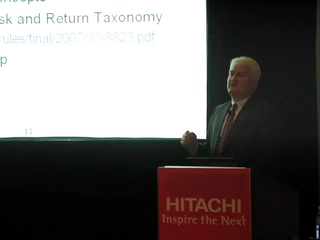 sk and Return Taxonomy
rules/final/2007/33-8823.pdf
p
13
HITACHI
Inspire the Next